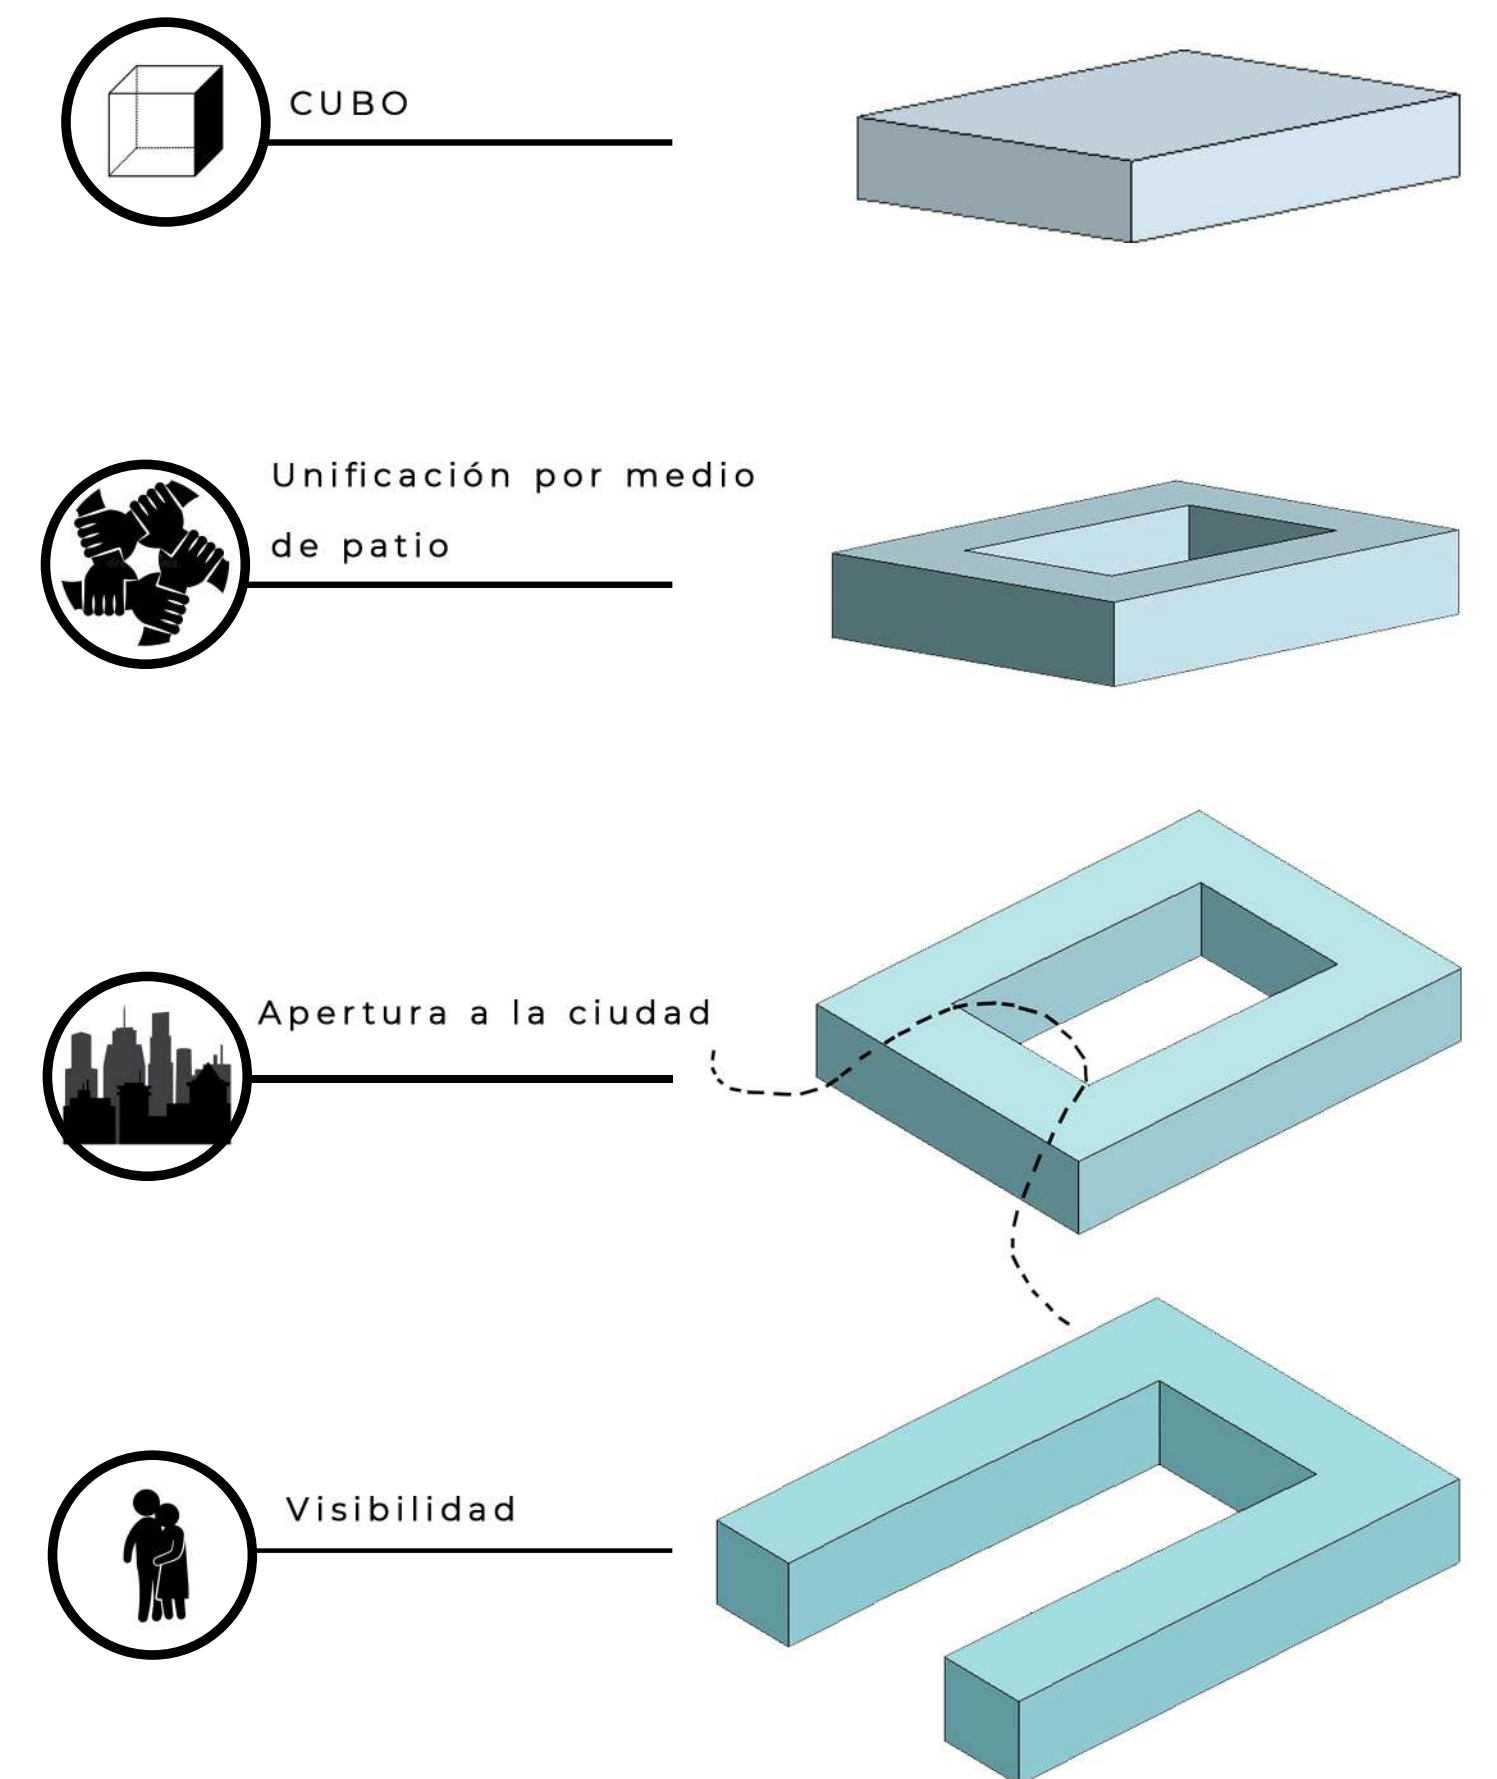 CUBO
Unificación por medio
de patio
Apertura a la ciudad
Visibilidad